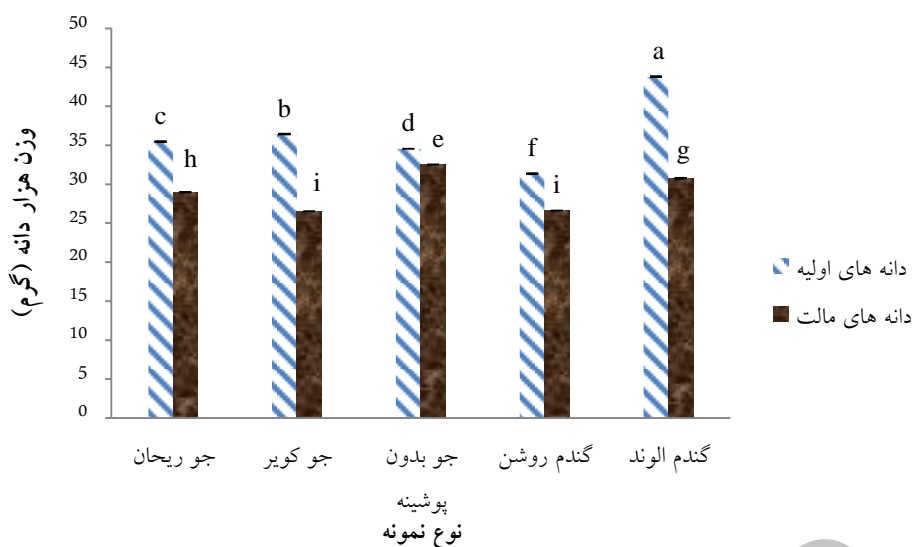 وزن هزار دانه (گرم)
50
45
40
35
30
25
20
15
10
5
0
c
h
b
i
d
e
f
i
a
g
دانه های اولیه
دانه های مالت
جو ریحان
جو کویر
جو بدون
پوشینه
گندم روشن
گندم الوند
نوع نمونه